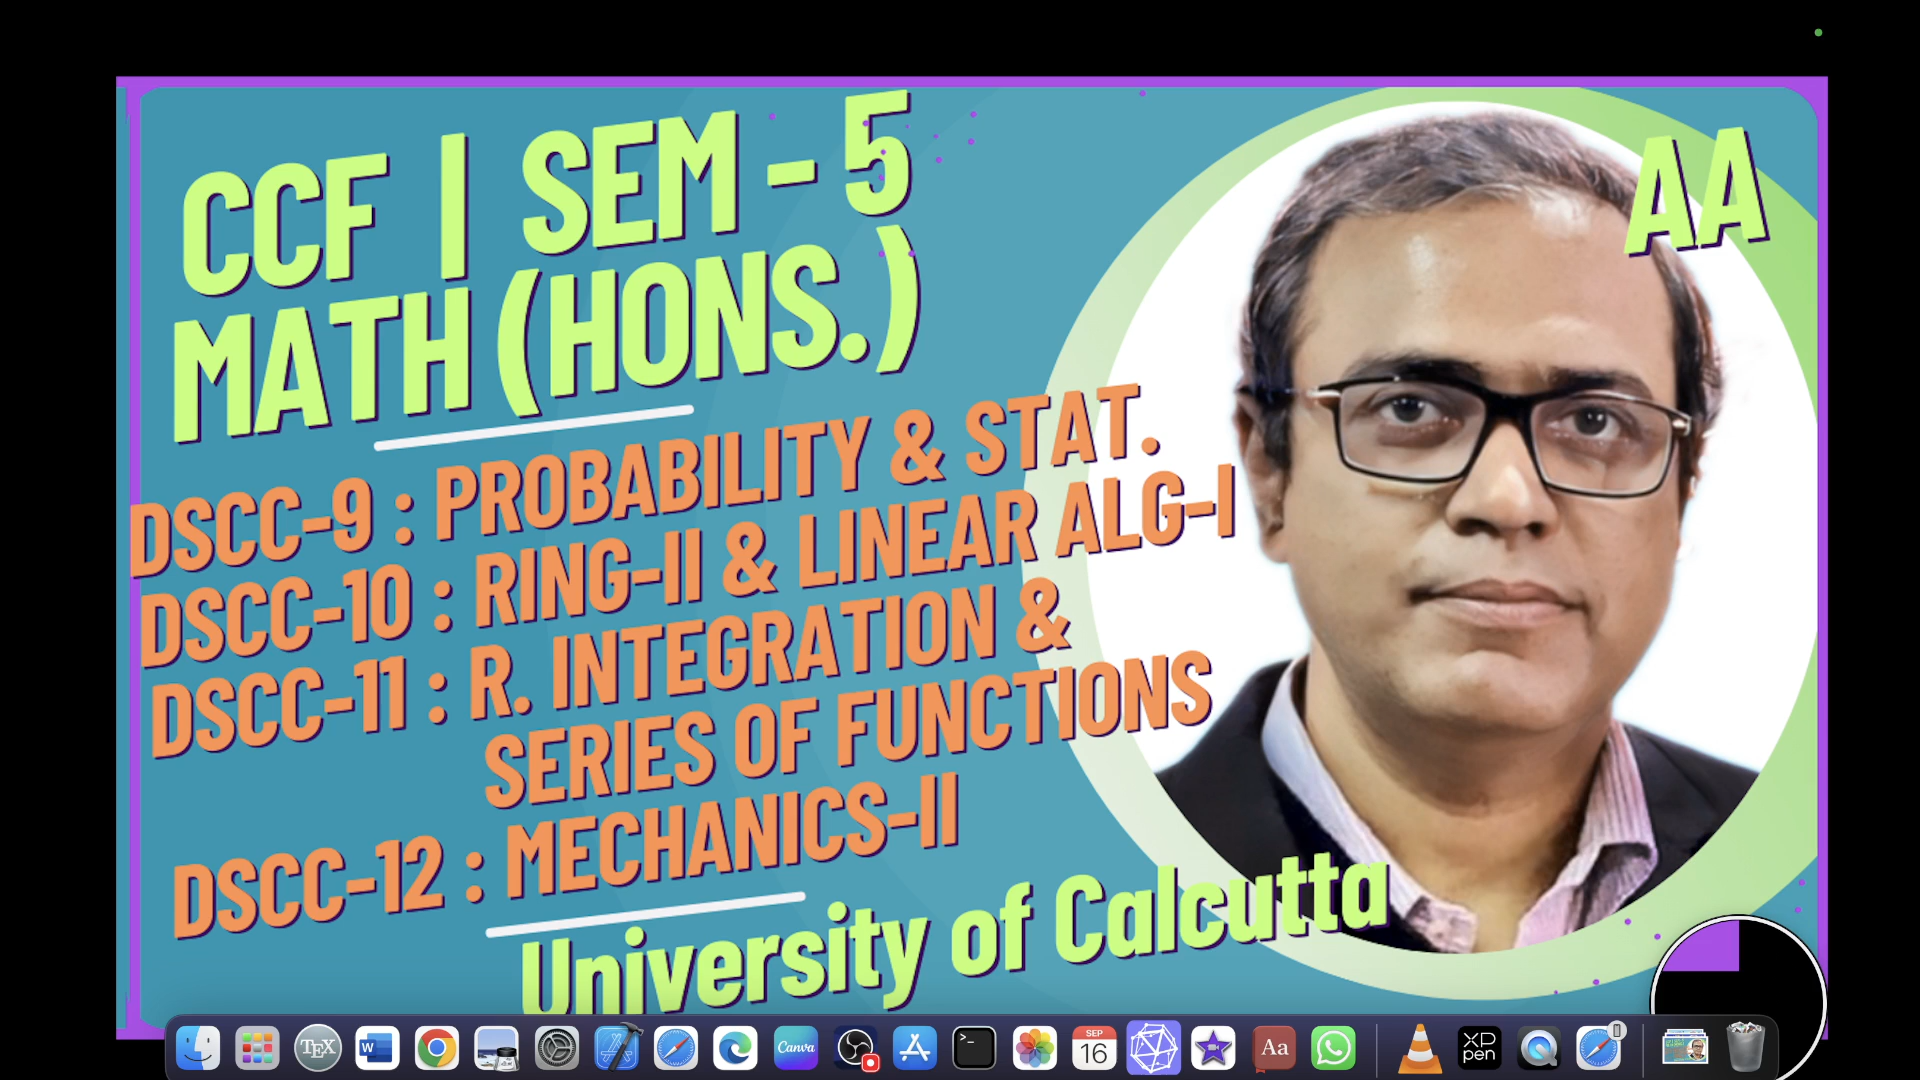 CCF | SEM - 5
AA
MATH (HONS.)
DSCC-9 : PROBABILITY & STAT.
DSCC-10 : RING-II & LINEAR ALG-I
DSCC-11 : R. INTEGRATION &
SERIES OF FUNCTIONS
DSCC-12 : MECHANICS-II
University of Calcutta
TEX
W
Canva
>_
SEP
16
Aa
XP
pen